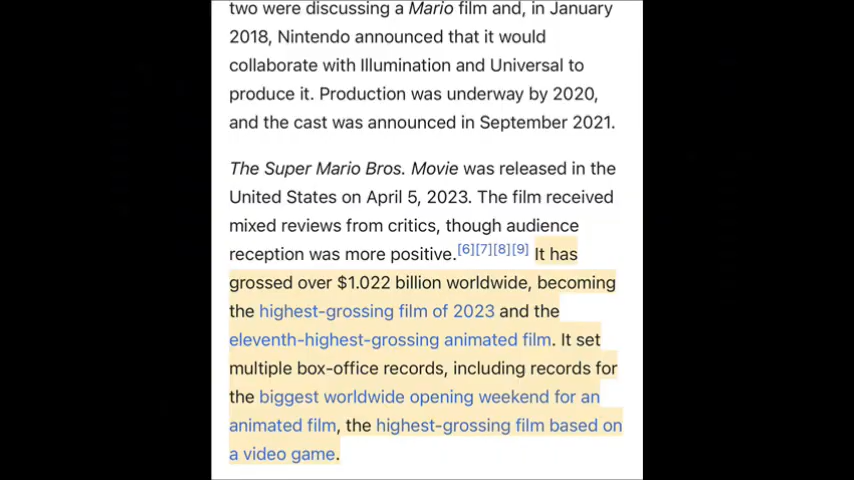 two were discussing a Mario film and, in January
2018, Nintendo announced that it would
collaborate with Illumination and Universal to
produce it. Production was underway by 2020,
and the cast was announced in September 2021.
The Super Mario Bros. Movie was released in the
United States on April 5, 2023. The film received
mixed reviews from critics, though audience
reception was more positive.[6][7][8][9] It has
grossed over $1.022 billion worldwide, becoming
the highest-grossing film of 2023 and the
eleventh-highest-grossing animated film. It set
multiple box-office records, including records for
the biggest worldwide opening weekend for an
animated film, the highest-grossing film based on
a video game.